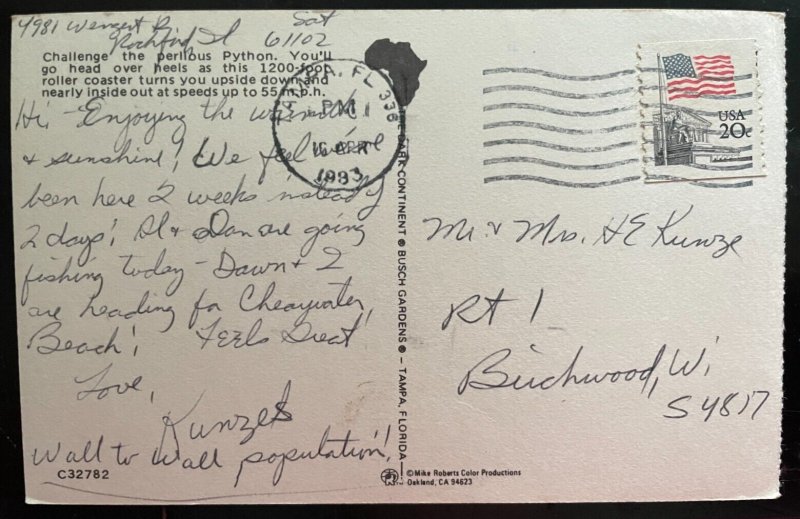 4981 Wensert R Sat
Rockford, Il 61102
Challenge the perilous Python. You'll
go head over heels as this 1200-foot
roller coaster turns you upside down and
nearly inside out at speeds up to 55 m.p.h.
Hi, Enjoying the warmth
& sunshine! We feel we've
been here 2 weeks instead of
2 days! Al & Dan are going
fishing today - Dawn & I
are heading for Clearwater
Beach! Feels Great!
Love,
Kunzes
Wall to Wall population!
C32782
THE DARK CONTINENT ® BUSCH GARDENS ® - TAMPA, FLORIDA
©Mike Roberts Color Productions
Oakland, CA 94623
TAMPA, FL 336
PM
16 APR
1983
USA
20c
Mr & Mrs. H E Kunze
Rt 1
Birchwood, Wi
54817